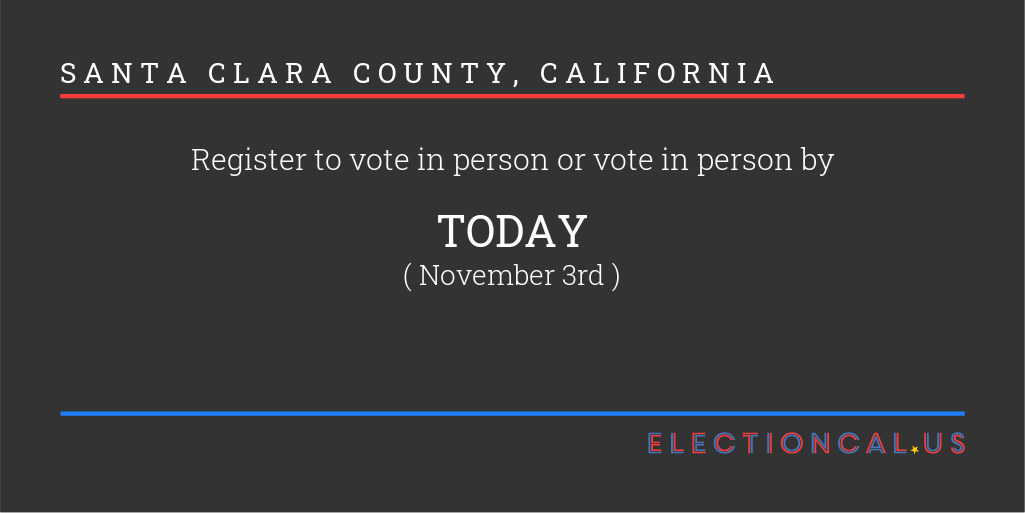 SANTA CLARA COUNTY, CALIFORNIA
Register to vote in person or vote in person by
TODAY
( November 3rd )
ELECTIONCAL.US